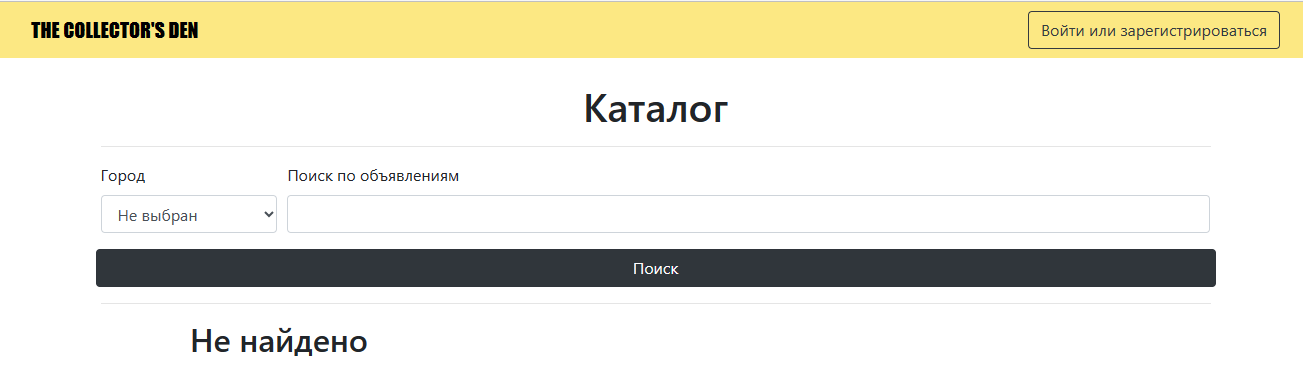 THE COLLECTOR'S DEN
Войти или зарегистрироваться
Каталог
Город
Поиск по объявлениям
Не выбран
Поиск
Не найдено